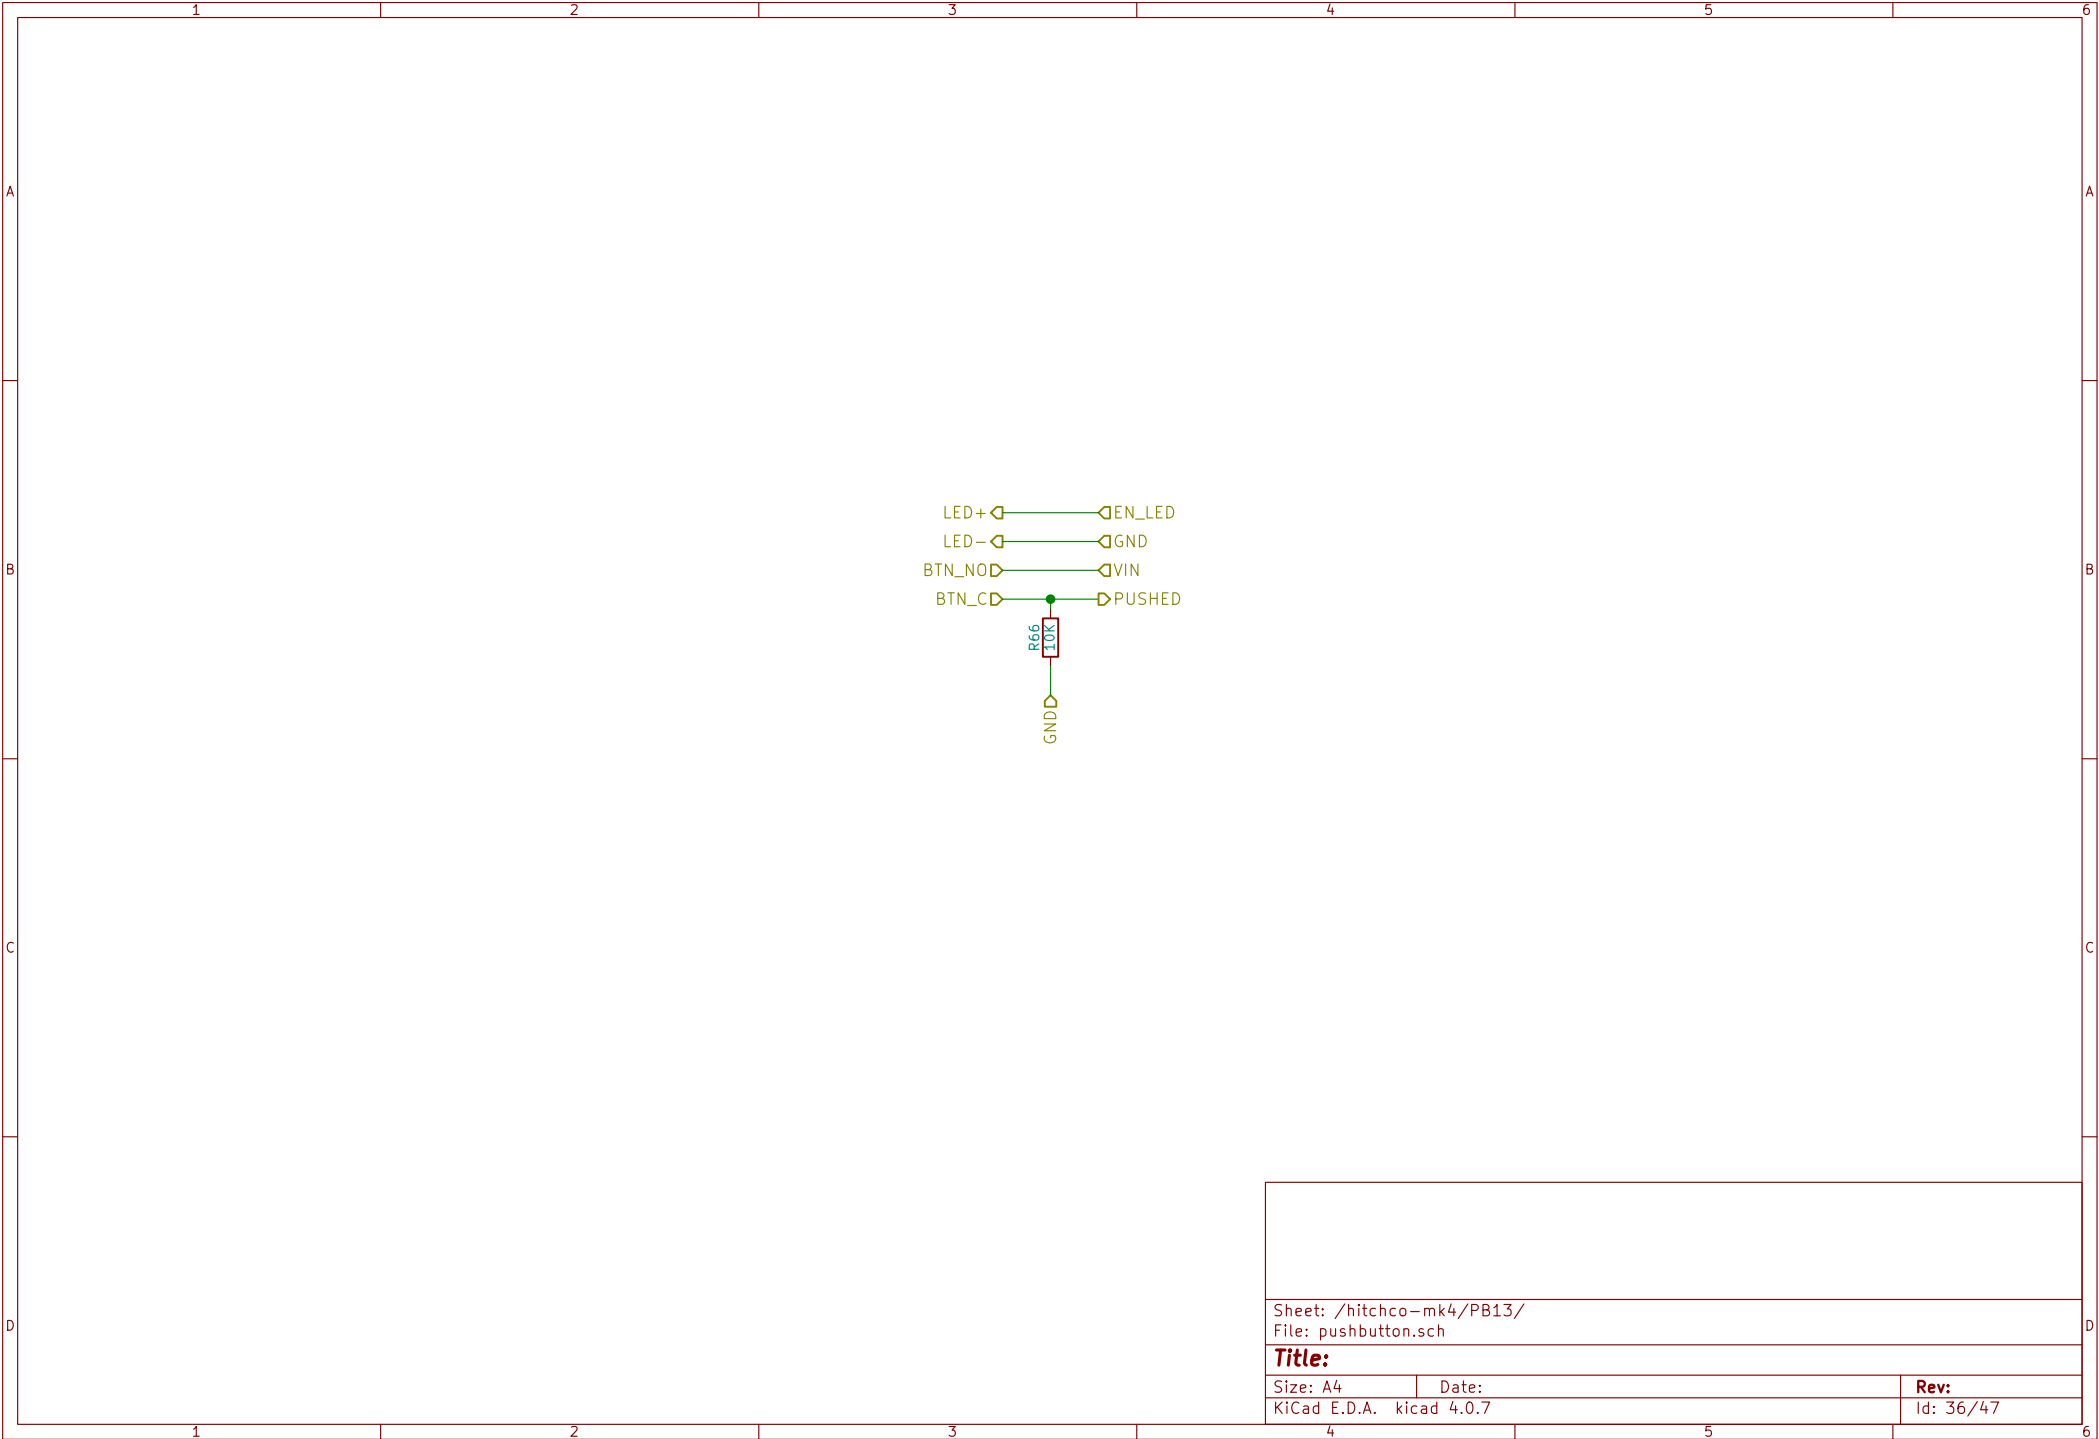 1 2 3 4 5 6
A A
LED+ EN_LED
LED- GND
B BTN_NO VIN B
BTN_C PUSHED
R66
10K
GND
C C
Sheet: /hitchco-mk4/PB13/
D File: pushbutton.sch D
Title:
Size: A4 Date: Rev:
KiCad E.D.A. kicad 4.0.7 Id: 36/47
1 2 3 4 5 6